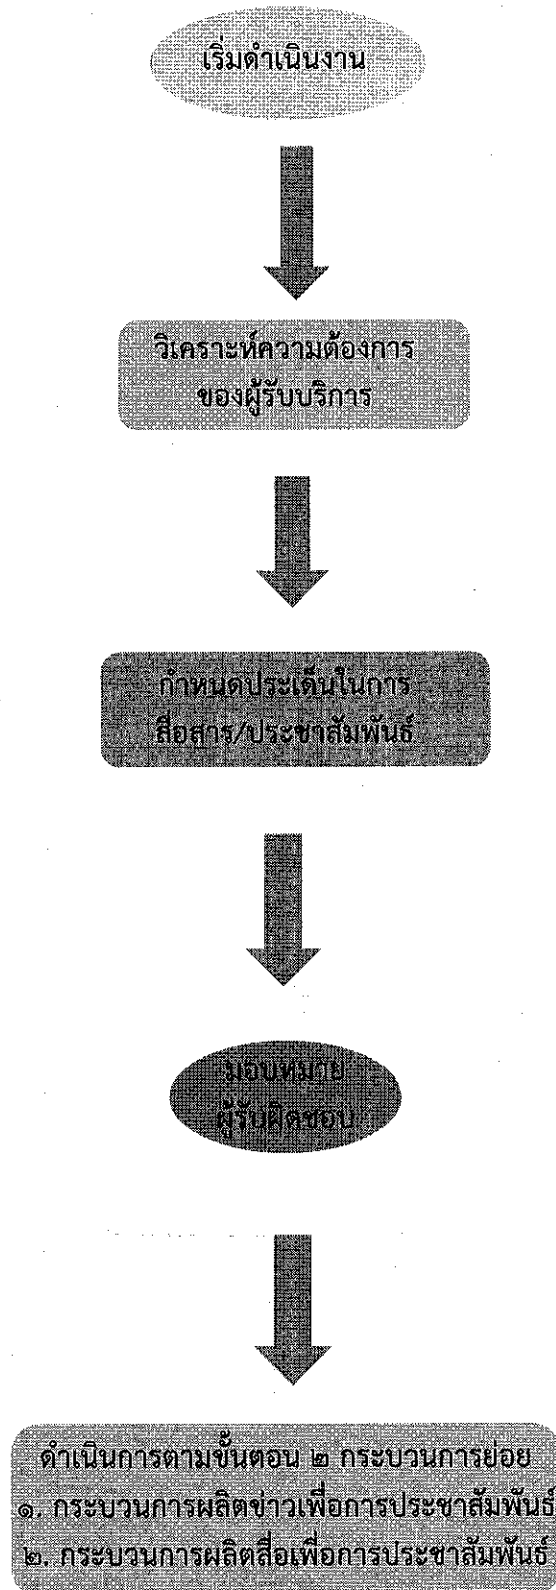 เริ่มดำเนินงาน
วิเคราะห์ความต้องการ
ของผู้รับบริการ
กำหนดประเด็นในการ
สื่อสาร/ประชาสัมพันธ์
มอบหมาย
ผู้รับผิดชอบ
ดำเนินการตามขั้นตอน ๒ กระบวนการย่อย
๑. กระบวนการผลิตข่าวเพื่อการประชาสัมพันธ์
๒. กระบวนการผลิตสื่อเพื่อการประชาสัมพันธ์